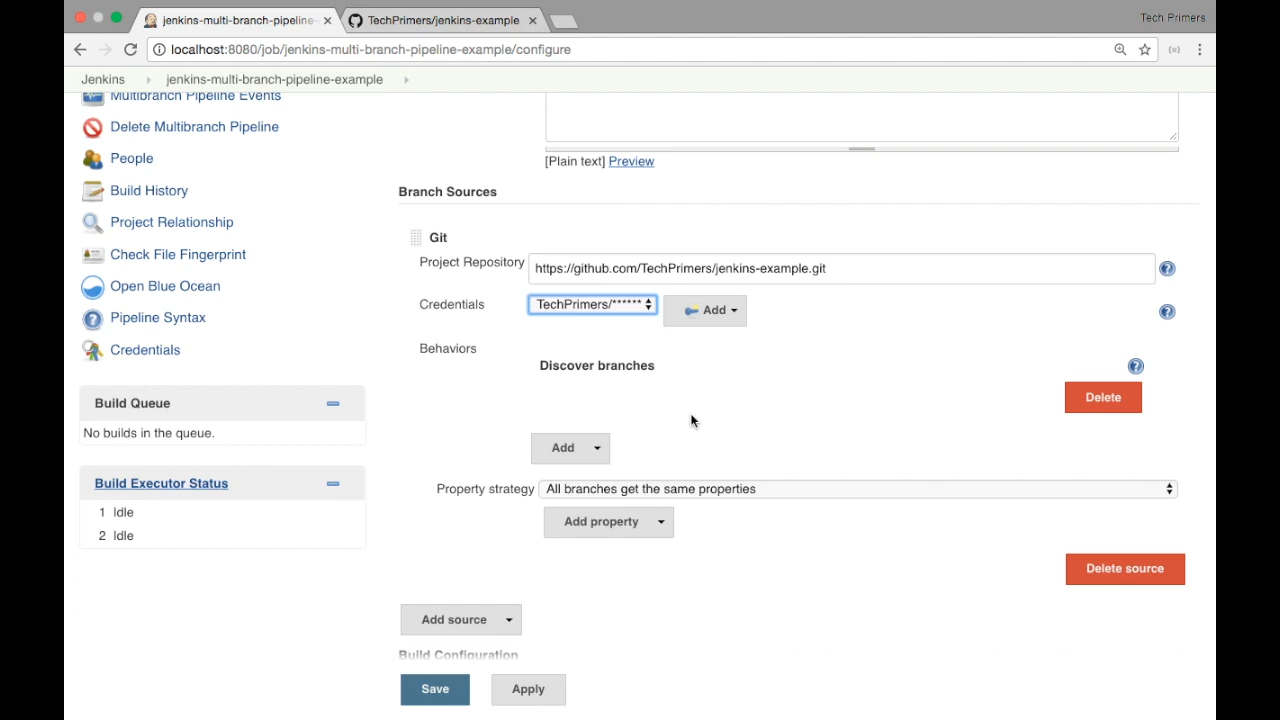 jenkins-multi-branch-pipeline-
TechPrimers/jenkins-example
Tech Primers
localhost:8080/job/jenkins-multi-branch-pipeline-example/configure
Jenkins
jenkins-multi-branch-pipeline-example
Multibranch Pipeline Events
Delete Multibranch Pipeline
People
Build History
Project Relationship
Check File Fingerprint
Open Blue Ocean
Pipeline Syntax
Credentials
Build Queue
No builds in the queue.
Build Executor Status
1 Idle
2 Idle
[Plain text] Preview
Branch Sources
Git
Project Repository
https://github.com/TechPrimers/jenkins-example.git
Credentials
TechPrimers/******
Add
Behaviors
Discover branches
Delete
Add
Property strategy
All branches get the same properties
Add property
Delete source
Add source
Build Configuration
Save
Apply